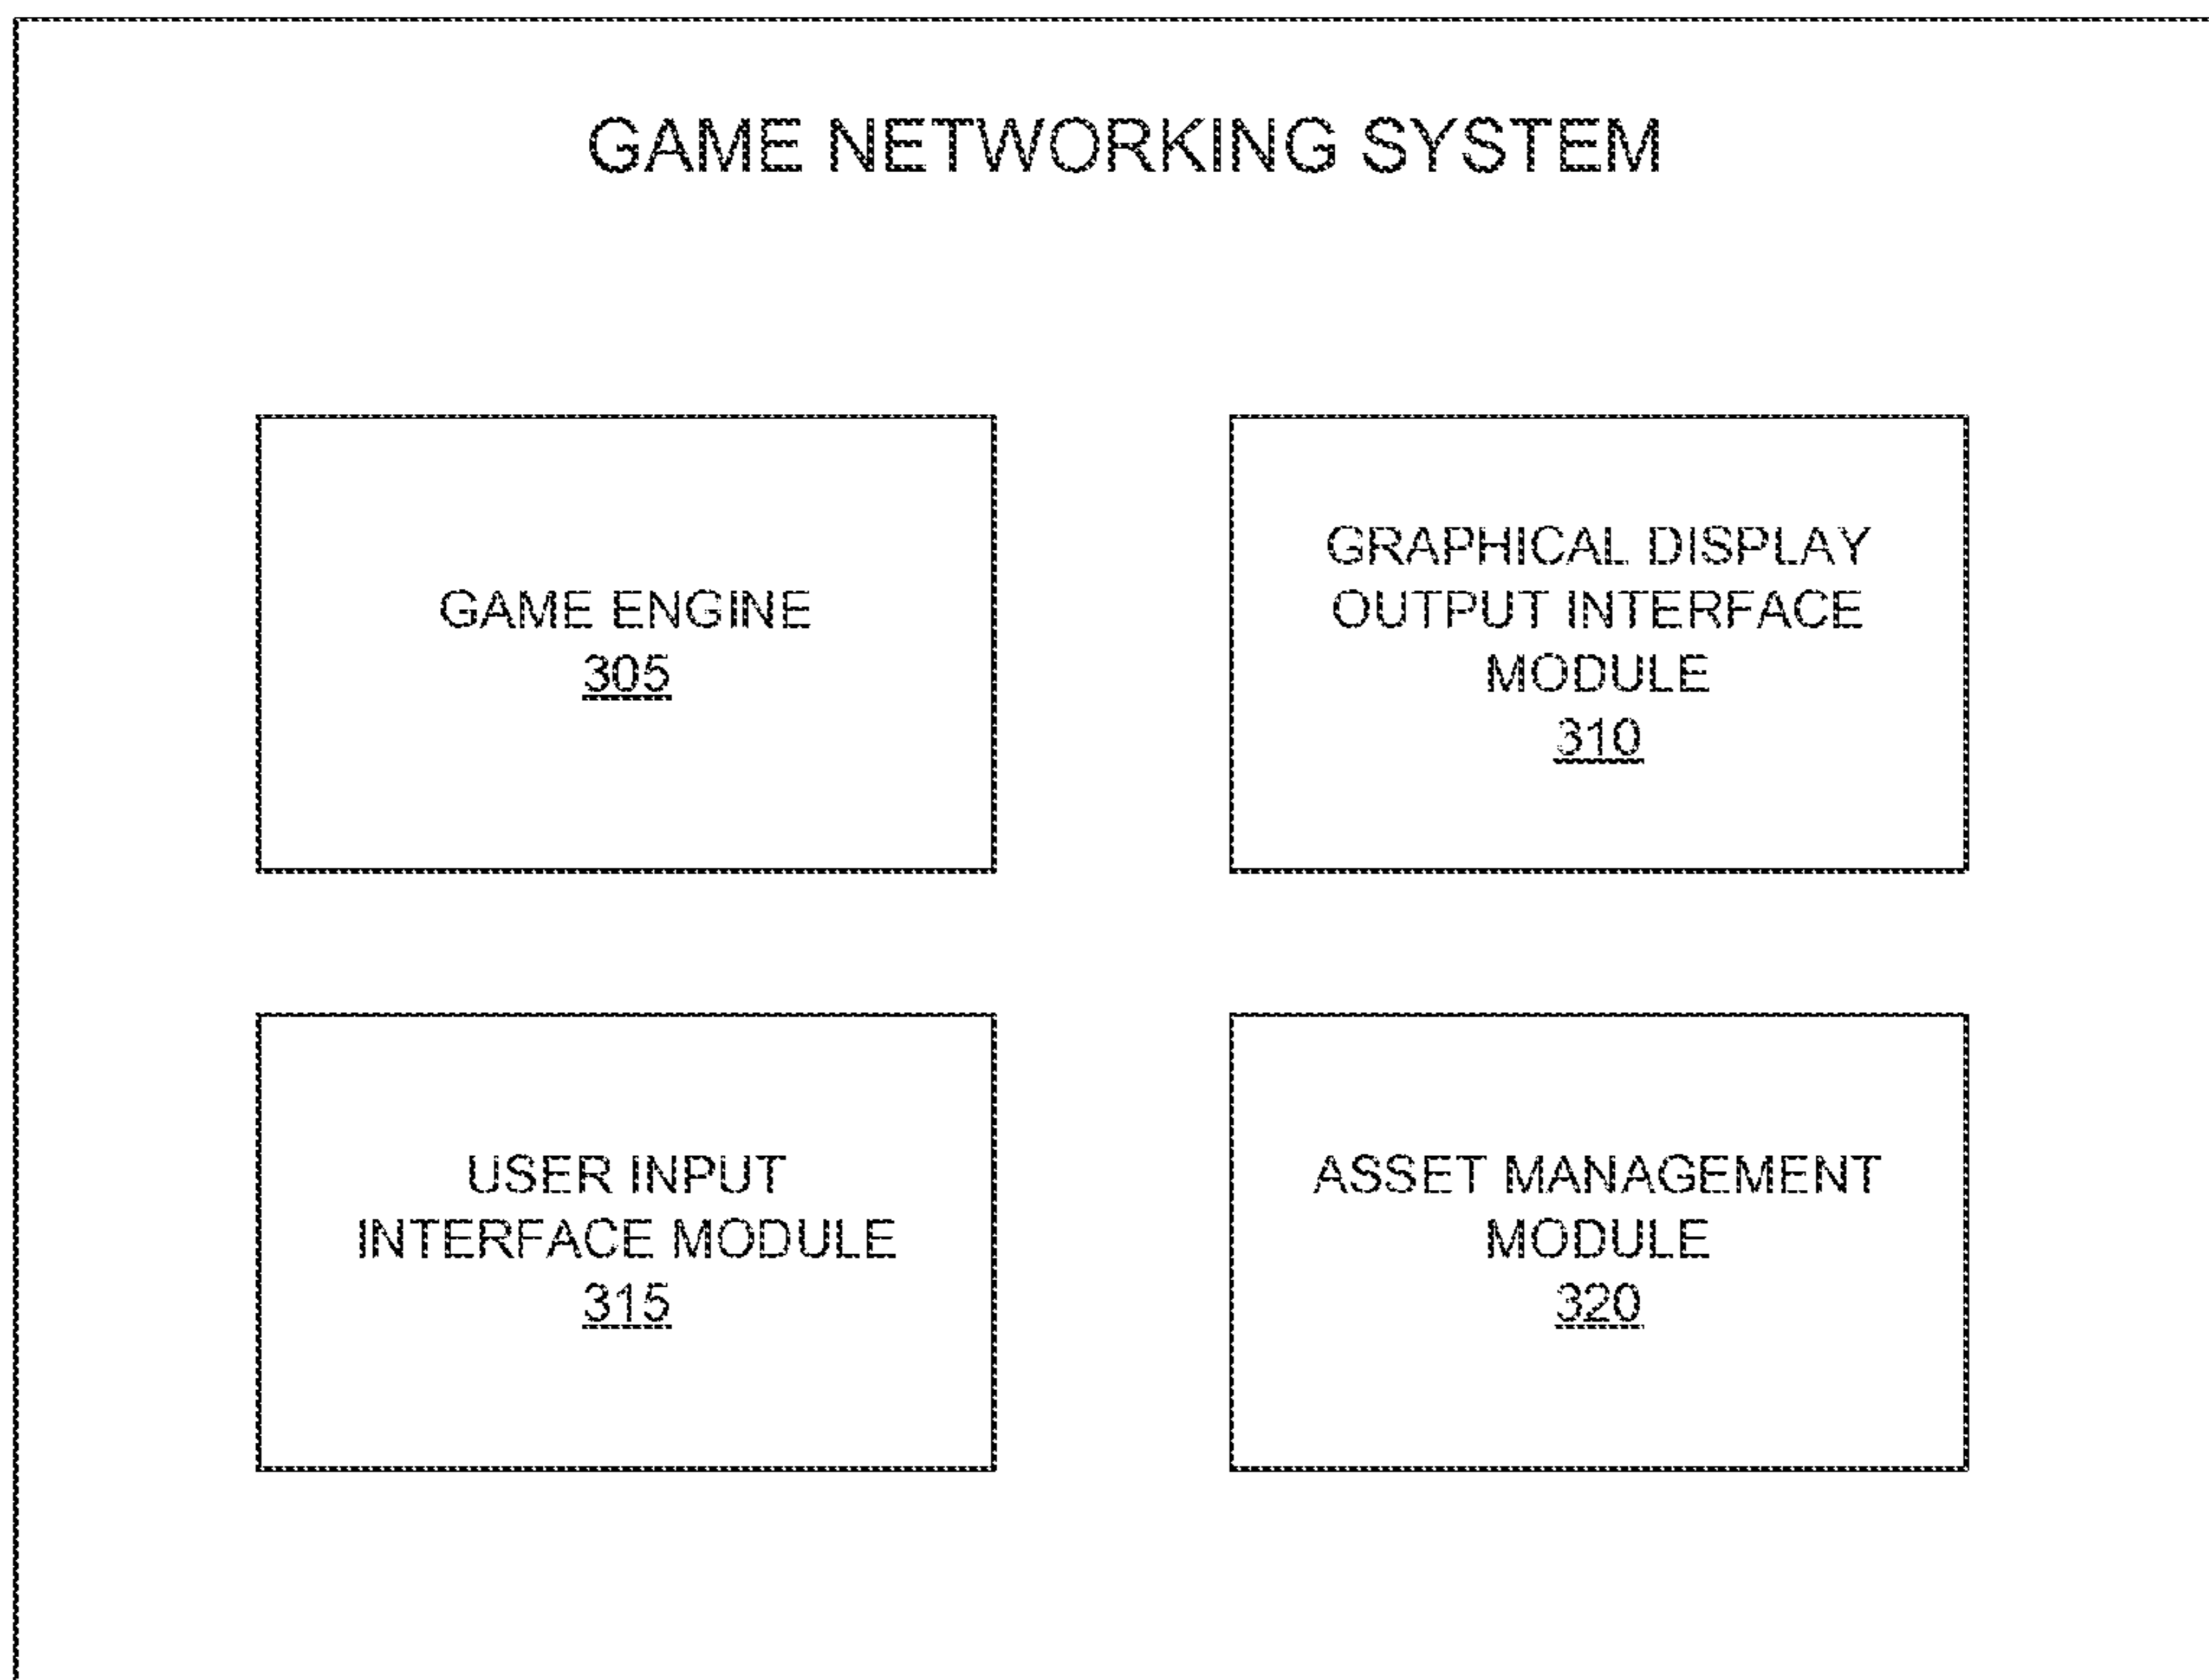 GAME NETWORKING SYSTEM
GAME ENGINE
305
GRAPHICAL DISPLAY
OUTPUT INTERFACE
MODULE
310
USER INPUT
INTERFACE MODULE
315
ASSET MANAGEMENT
MODULE
320